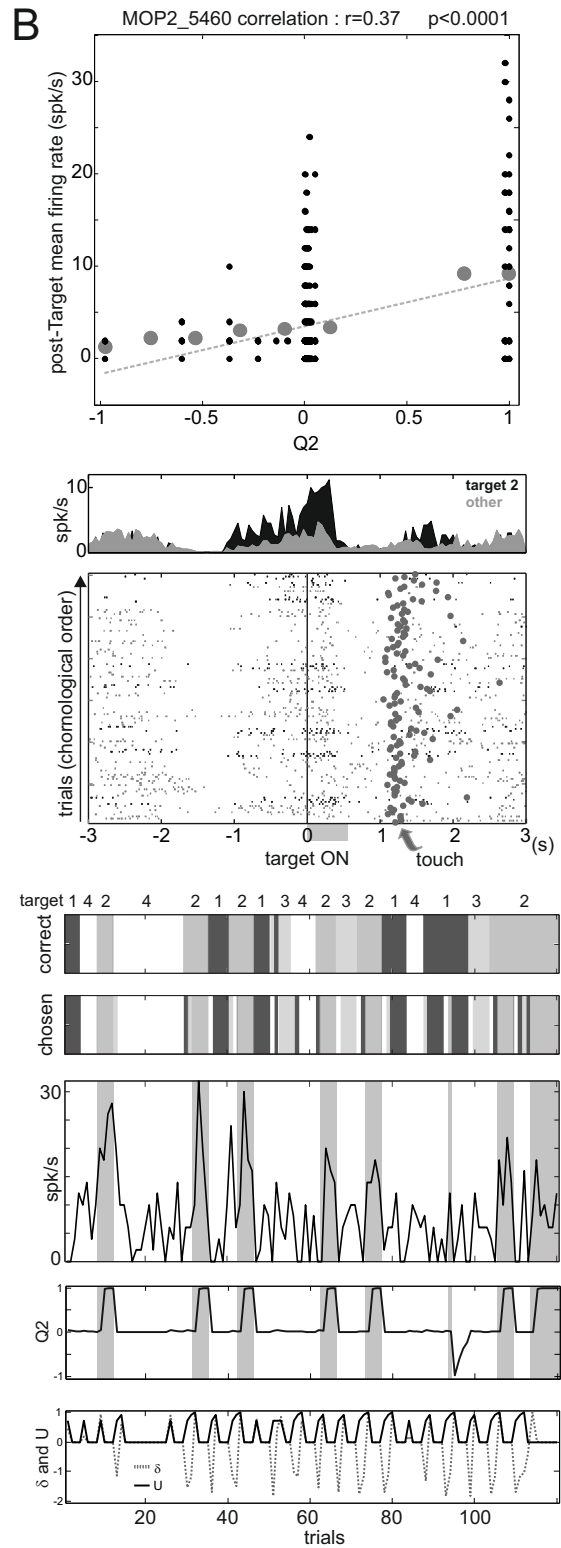 B
MOP2_5460 correlation : r=0.37 p<0.0001
post-Target mean firing rate (spk/s)
30
20
10
0
-1 -0.5 0 0.5 1
Q2
spk/s
10
0
target 2
other
trials (chornological order)
-3 -2 -1 0 1 2 3 (s)
target ON touch
target 1 4 2 4 2 1 2 1 3 4 2 3 2 1 4 1 3 2
correct
chosen
spk/s
30
0
Q2
1
0
-1
δ and U
1
0
-1
-2
δ
U
20 40 60 80 100
trials